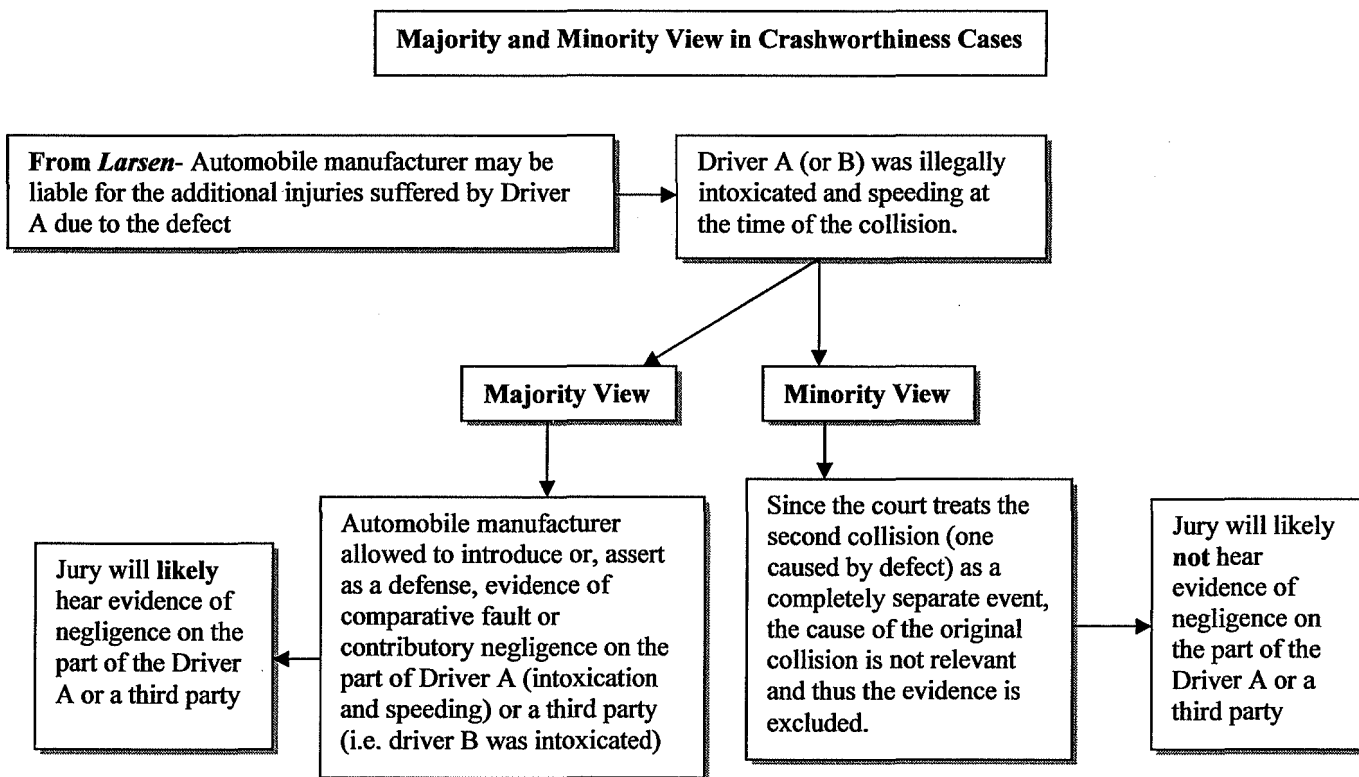 Majority and Minority View in Crashworthiness Cases
From Larsen- Automobile manufacturer may be
liable for the additional injuries suffered by Driver
A due to the defect
Driver A (or B) was illegally
intoxicated and speeding at
the time of the collision.
Majority View
Minority View
Jury will likely
hear evidence of
negligence on the
part of the Driver
A or a third party
Automobile manufacturer
allowed to introduce or, assert
as a defense, evidence of
comparative fault or
contributory negligence on the
part of Driver A (intoxication
and speeding) or a third party
(i.e. driver B was intoxicated)
Since the court treats the
second collision (one
caused by defect) as a
completely separate event,
the cause of the original
collision is not relevant
and thus the evidence is
excluded.
Jury will likely
not hear
evidence of
negligence on
the part of the
Driver A or a
third party